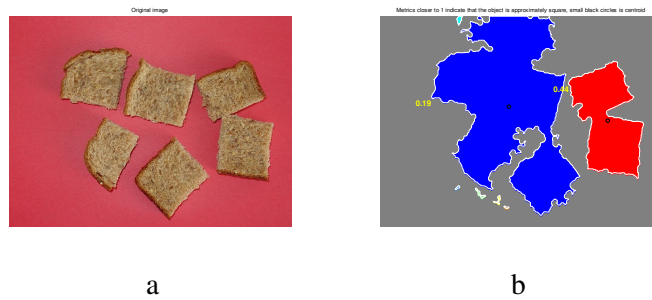 Original image
Metrics closer to 1 indicate that the object is approximately square, small black circles is centroid
0.19
0.44
a
b